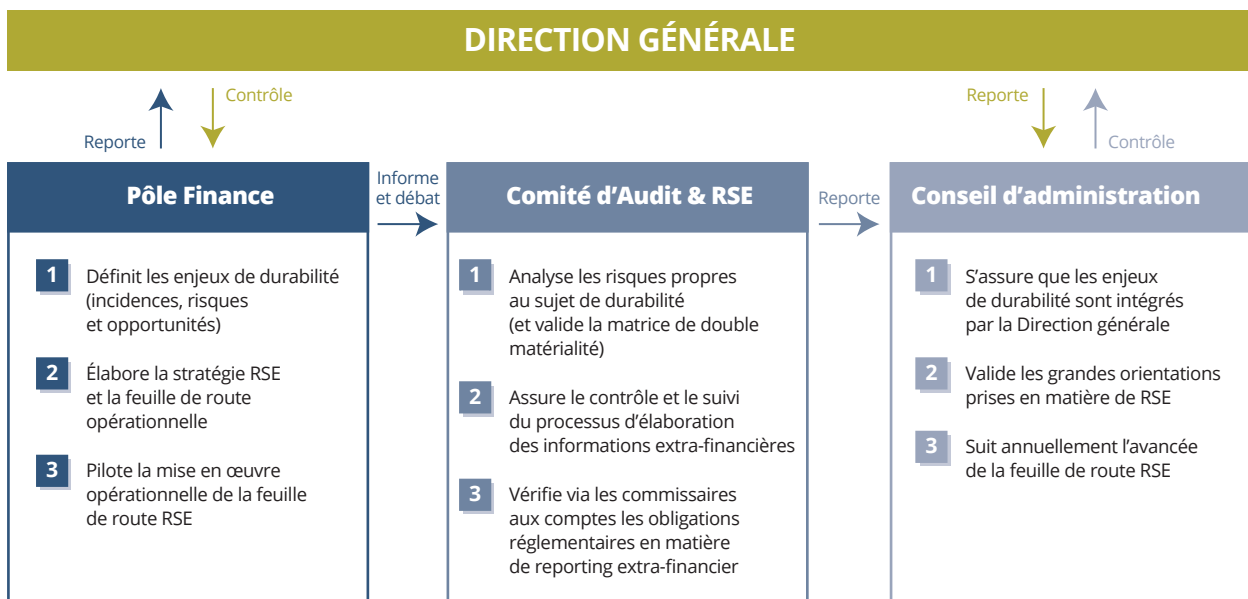 DIRECTION GÉNÉRALE
Reporte
Contrôle
Reporte
Contrôle
Pôle Finance
1
Définit les enjeux de durabilité
(incidences, risques
et opportunités)
2
Élabore la stratégie RSE
et la feuille de route
opérationnelle
3
Pilote la mise en œuvre
opérationnelle de la feuille
de route RSE
Informe
et débat
Comité d’Audit & RSE
1
Analyse les risques propres
au sujet de durabilité
(et valide la matrice de double
matérialité)
2
Assure le contrôle et le suivi
du processus d’élaboration
des informations extra-financières
3
Vérifie via les commissaires
aux comptes les obligations
réglementaires en matière
de reporting extra-financier
Reporte
Conseil d’administration
1
S’assure que les enjeux
de durabilité sont intégrés
par la Direction générale
2
Valide les grandes orientations
prises en matière de RSE
3
Suit annuellement l’avancée
de la feuille de route RSE